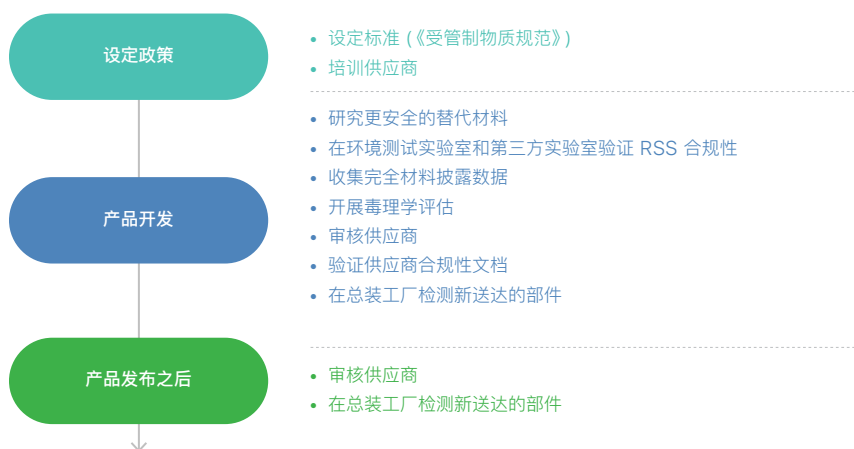 设定政策
• 设定标准 (《受管制物质规范》)
• 培训供应商
产品开发
• 研究更安全的替代材料
• 在环境测试实验室和第三方实验室验证 RSS 合规性
• 收集完全材料披露数据
• 开展毒理学评估
• 审核供应商
• 验证供应商合规性文档
• 在总装工厂检测新送达的部件
产品发布之后
• 审核供应商
• 在总装工厂检测新送达的部件